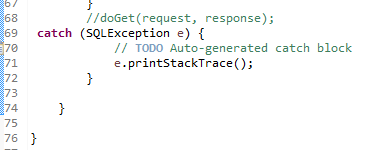 67 }
68 //doGet(request, response);
69 catch (SQLException e) {
70 // TODO Auto-generated catch block
71 e.printStackTrace();
72 }
73
74 }
75
76 }
77